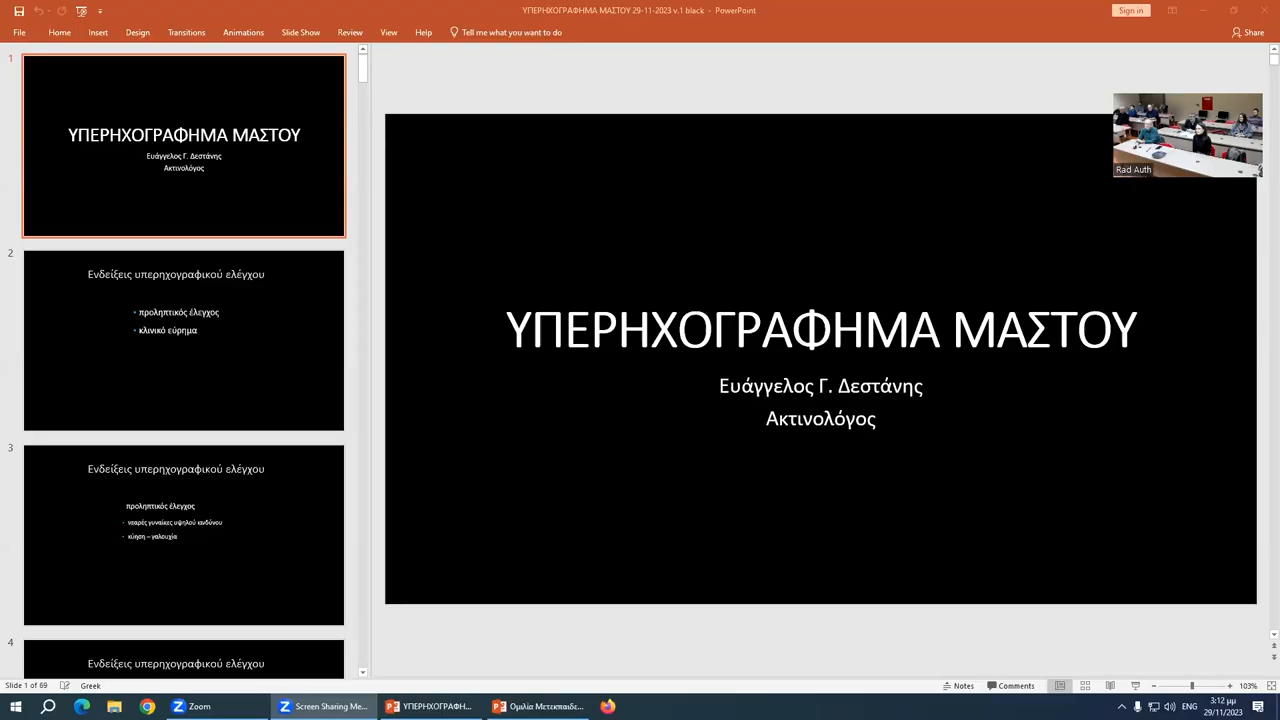 ΥΠΕΡΗΧΟΓΡΑΦΗΜΑ ΜΑΣΤΟΥ 29-11-2023 v.1 black - PowerPoint
Sign in
File Home Insert Design Transitions Animations Slide Show Review View Help Tell me what you want to do Share
1
ΥΠΕΡΗΧΟΓΡΑΦΗΜΑ ΜΑΣΤΟΥ
Ευάγγελος Γ. Δεστάνης
Ακτινολόγος
2
Ενδείξεις υπερηχογραφικού ελέγχου
• προληπτικός έλεγχος
• κλινικό εύρημα
3
Ενδείξεις υπερηχογραφικού ελέγχου
προληπτικός έλεγχος
• νεαρές γυναίκες υψηλού κινδύνου
• κύηση – γαλουχία
4
Ενδείξεις υπερηχογραφικού ελέγχου
Rad Auth
ΥΠΕΡΗΧΟΓΡΑΦΗΜΑ ΜΑΣΤΟΥ
Ευάγγελος Γ. Δεστάνης
Ακτινολόγος
Slide 1 of 69 Greek Notes Comments 103%
Zoom Screen Sharing Me... ΥΠΕΡΗΧΟΓΡΑΦΗ... Ομιλία Μετεκπαιδε... ENG 3:12 μμ
29/11/2023